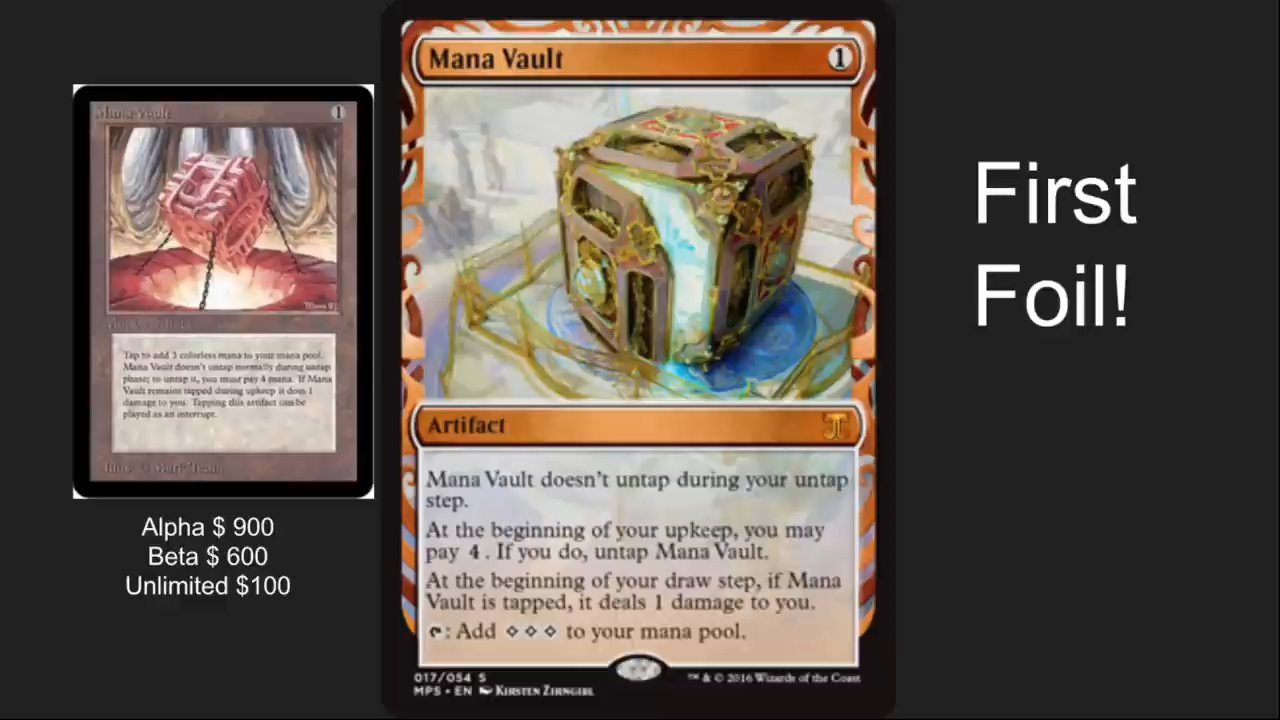 Mana Vault
1
Tap to add 3 colorless mana to your mana pool.
Mana Vault doesn't untap normally during untap
phase; to untap it, you must pay 4 mana. If Mana
Vault remains tapped during upkeep it does 1
damage to you. Tapping this artifact can be
played as an interrupt.
Illus. © Mark Tedin
Alpha $ 900
Beta $ 600
Unlimited $100
Mana Vault
1
Artifact
Mana Vault doesn't untap during your untap
step.
At the beginning of your upkeep, you may
pay 4 . If you do, untap Mana Vault.
At the beginning of your draw step, if Mana
Vault is tapped, it deals 1 damage to you.
: Add to your mana pool.
017/054 S
MPS • EN Kirsten Zirngibl
™ & © 2016 Wizards of the Coast
First
Foil!